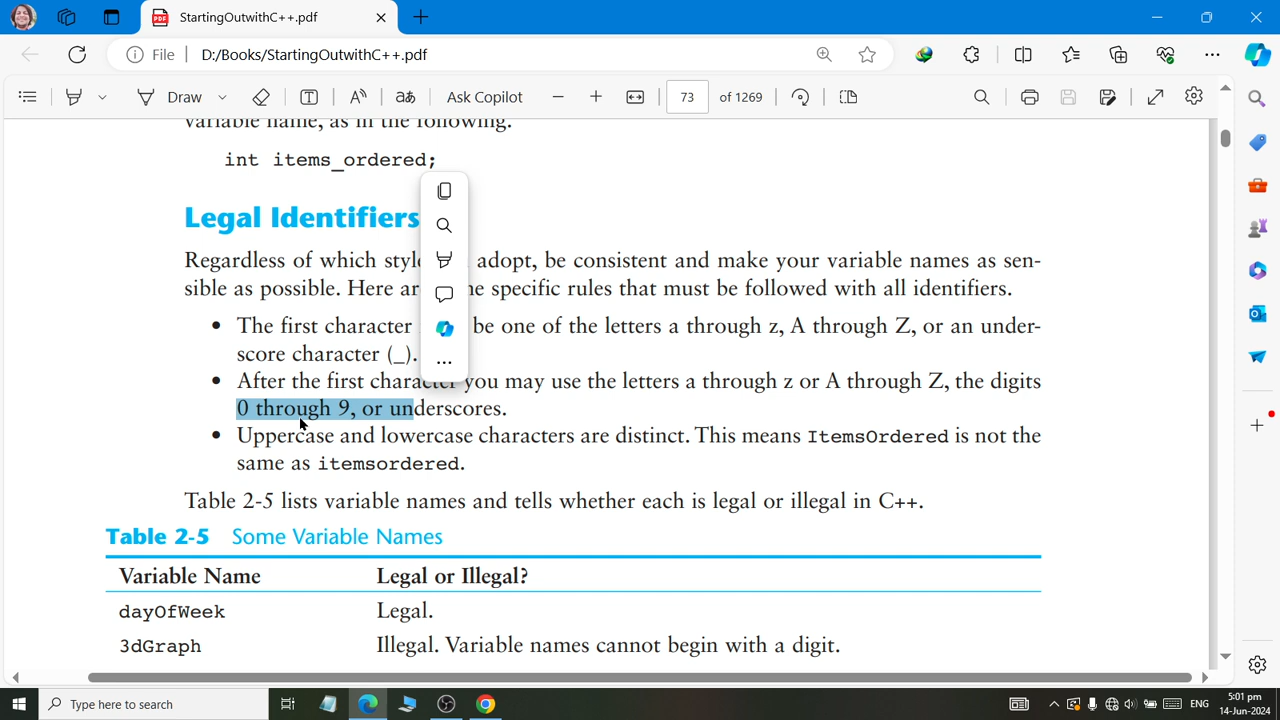 StartingOutwithC++.pdf
File
D:/Books/StartingOutwithC++.pdf
Draw
Ask Copilot
73
of 1269
variable name, as in the following.
int items_ordered;
Legal Identifiers
Regardless of which style adopt, be consistent and make your variable names as sen-
sible as possible. Here are specific rules that must be followed with all identifiers.
• The first character be one of the letters a through z, A through Z, or an under-
score character (_).
• After the first character you may use the letters a through z or A through Z, the digits
0 through 9, or underscores.
• Uppercase and lowercase characters are distinct. This means ItemsOrdered is not the
same as itemsordered.
Table 2-5 lists variable names and tells whether each is legal or illegal in C++.
Table 2-5 Some Variable Names
Variable Name Legal or Illegal?
dayOfWeek Legal.
3dGraph Illegal. Variable names cannot begin with a digit.
Type here to search
ENG
5:01 pm
14-Jun-2024